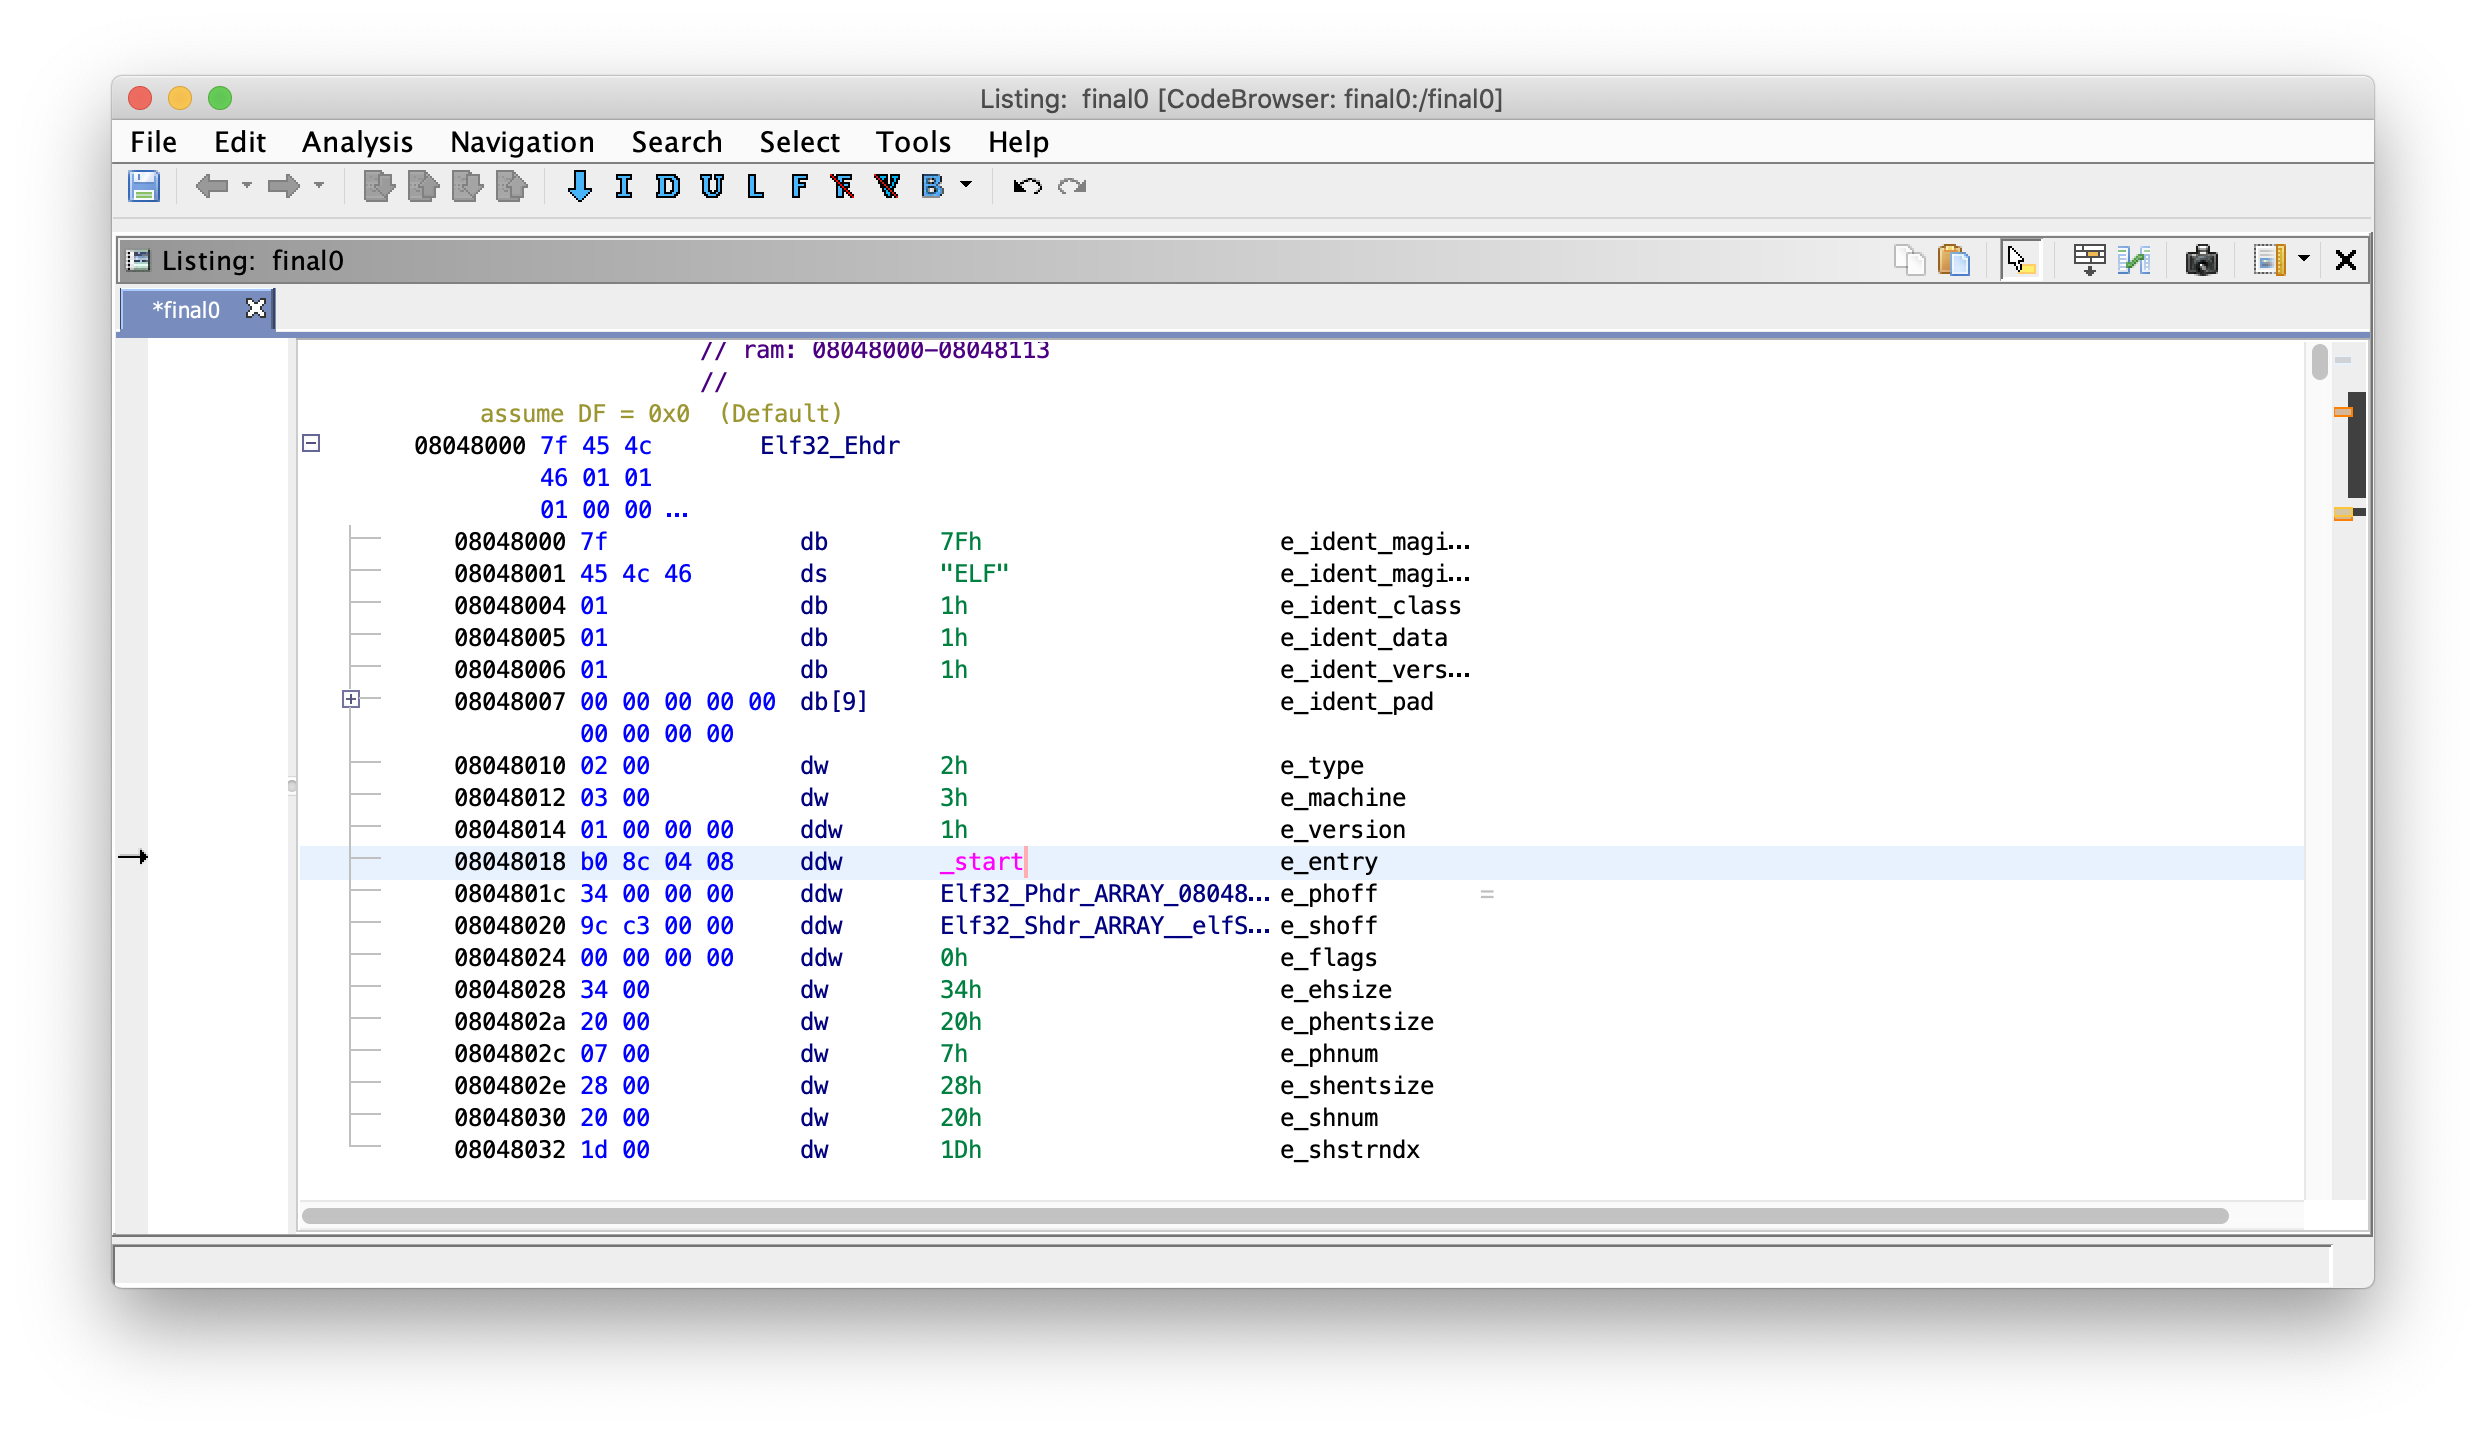 Listing: final0 [CodeBrowser: final0:/final0]
File Edit Analysis Navigation Search Select Tools Help
I D U L F F V B
Listing: final0
*final0
// ram: 08048000-08048113
//
assume DF = 0x0 (Default)
08048000 7f 45 4c Elf32_Ehdr
46 01 01
01 00 00 ...
08048000 7f db 7Fh e_ident_magi...
08048001 45 4c 46 ds "ELF" e_ident_magi...
08048004 01 db 1h e_ident_class
08048005 01 db 1h e_ident_data
08048006 01 db 1h e_ident_vers...
08048007 00 00 00 00 00 db[9] e_ident_pad
00 00 00 00
08048010 02 00 dw 2h e_type
08048012 03 00 dw 3h e_machine
08048014 01 00 00 00 ddw 1h e_version
08048018 b0 8c 04 08 ddw _start e_entry
0804801c 34 00 00 00 ddw Elf32_Phdr_ARRAY_08048... e_phoff =
08048020 9c c3 00 00 ddw Elf32_Shdr_ARRAY__elfS... e_shoff
08048024 00 00 00 00 ddw 0h e_flags
08048028 34 00 dw 34h e_ehsize
0804802a 20 00 dw 20h e_phentsize
0804802c 07 00 dw 7h e_phnum
0804802e 28 00 dw 28h e_shentsize
08048030 20 00 dw 20h e_shnum
08048032 1d 00 dw 1Dh e_shstrndx